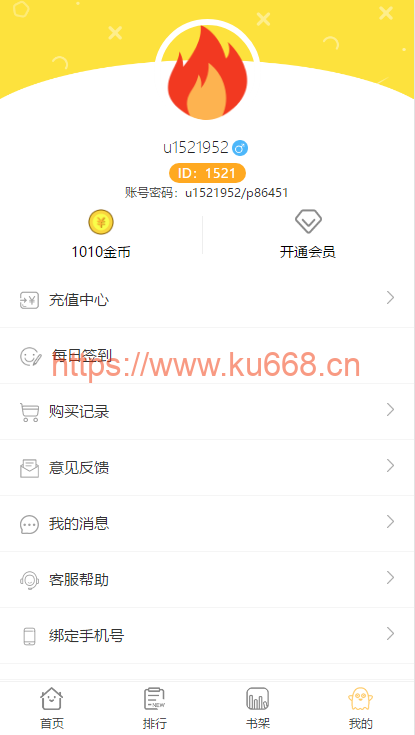 u1521952
ID：1521
账号密码：u1521952/p86451
1010金币
开通会员
充值中心
每日签到
https://www.ku668.cn
购买记录
意见反馈
我的消息
客服帮助
绑定手机号
首页
排行
书架
我的